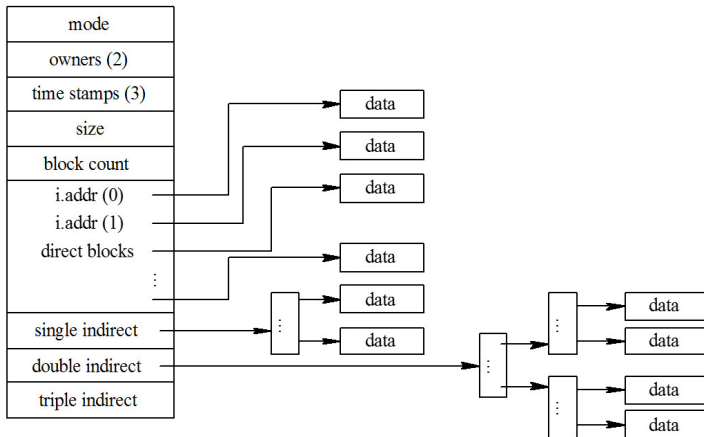 mode
owners (2)
time stamps (3)
size
block count
i.addr (0)
i.addr (1)
direct blocks
⋮
single indirect
double indirect
triple indirect
data
data
data
data
data
data
⋮
⋮
⋮
data
data
⋮
data
data